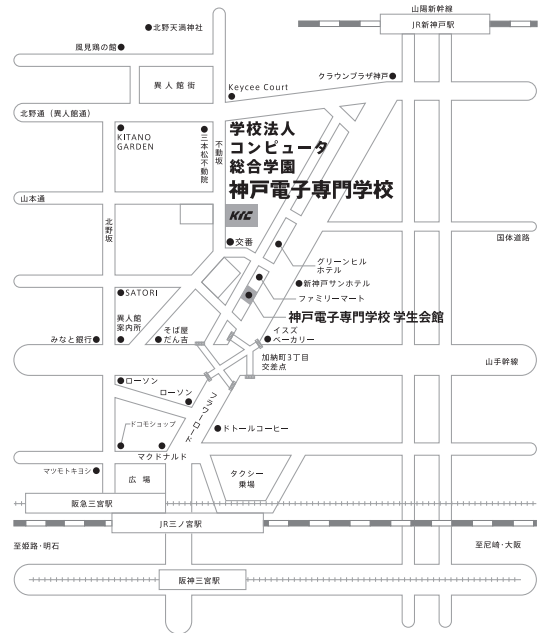 山陽新幹線
JR新神戸駅
北野天満神社
風見鶏の館
クラウンプラザ神戸
異人館街
Keycee Court
北野通（異人館通）
KITANO
GARDEN
三本松不動院
不動坂
学校法人
コンピュータ
総合学園
神戸電子専門学校
KIC
山本通
北野坂
交番
国体道路
グリーンヒル
ホテル
新神戸サンホテル
ファミリーマート
SATORI
神戸電子専門学校 学生会館
異人館
案内所
そば屋
だん吉
イスズ
ベーカリー
みなと銀行
加納町3丁目
交差点
山手幹線
ローソン
ローソン
フラワーロード
ドコモショップ
ドトールコーヒー
マクドナルド
マツモトキヨシ
広場
タクシー
乗場
阪急三宮駅
JR三ノ宮駅
至姫路・明石
至尼崎・大阪
阪神三宮駅